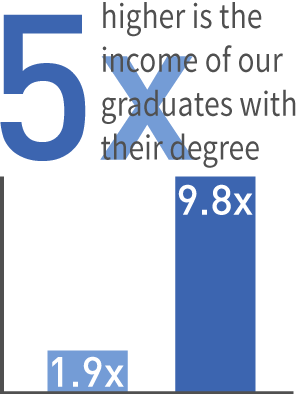 5x
higher is the
income of our
graduates with
their degree
9.8x
1.9x